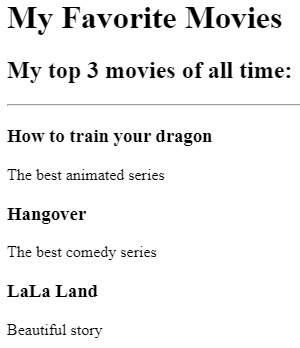 My Favorite Movies
My top 3 movies of all time:
How to train your dragon
The best animated series
Hangover
The best comedy series
LaLa Land
Beautiful story